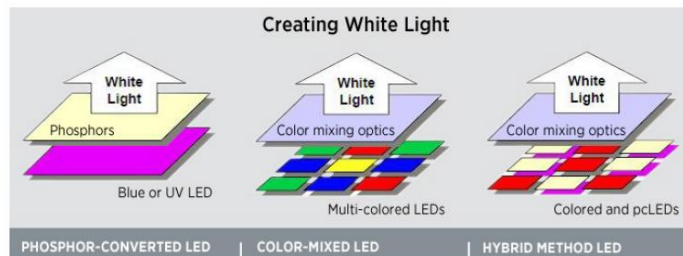 Creating White Light
White
Light
Phosphors
Blue or UV LED
White
Light
Color mixing optics
Multi-colored LEDs
White
Light
Color mixing optics
Colored and pcLEDs
PHOSPHOR-CONVERTED LED
COLOR-MIXED LED
HYBRID METHOD LED